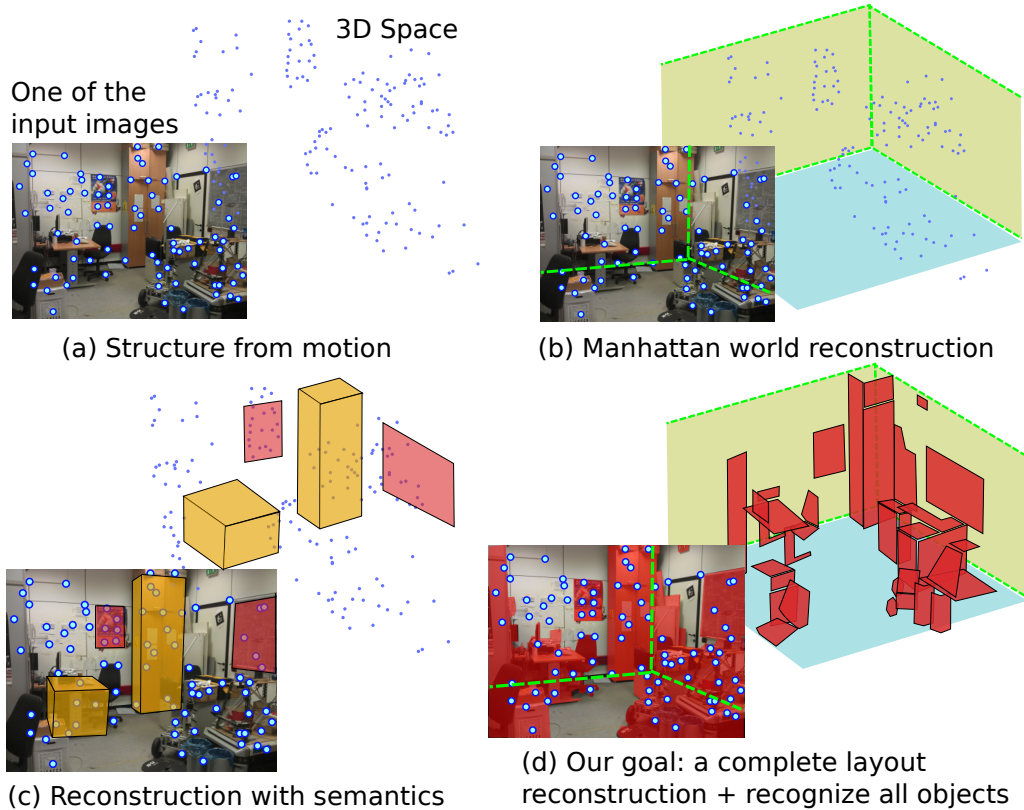 3D Space
One of the
input images
(a) Structure from motion
(b) Manhattan world reconstruction
(c) Reconstruction with semantics
(d) Our goal: a complete layout
reconstruction + recognize all objects